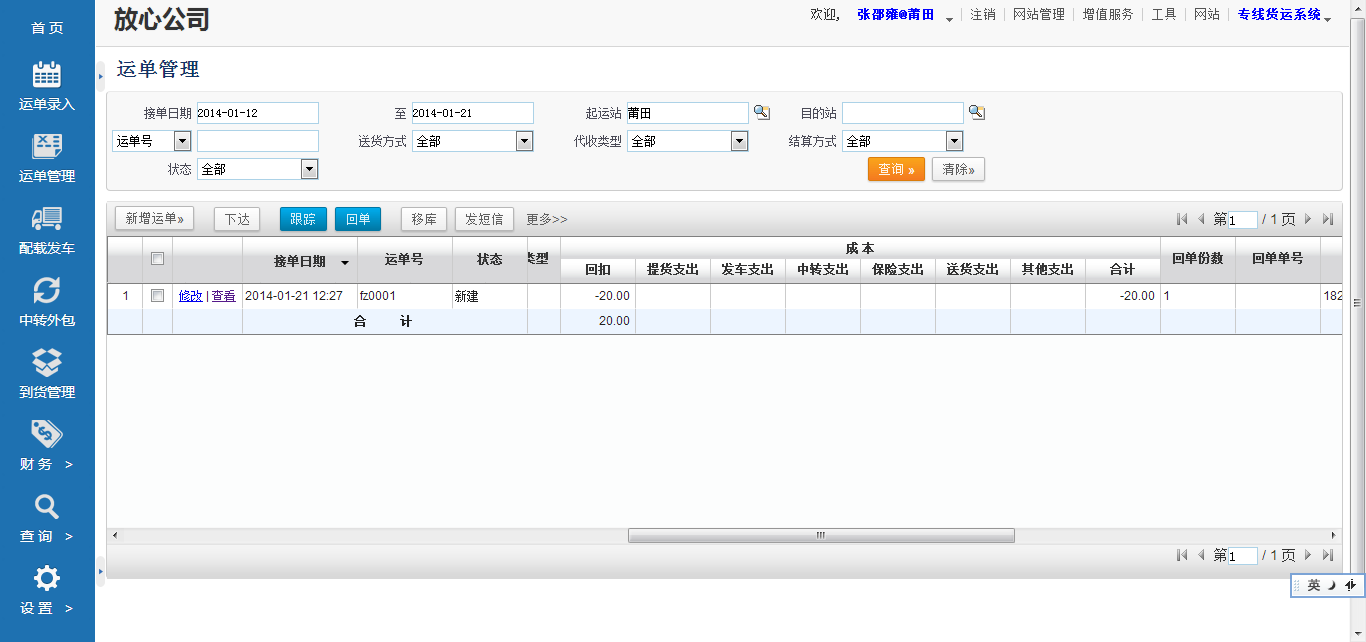 首 页
运单录入
运单管理
配载发车
中转外包
到货管理
财 务 >
查 询 >
设 置 >
放心公司
欢迎, 张邵雍@莆田 注销 网站管理 增值服务 工具 网站 专线货运系统
运单管理
接单日期 2014-01-12 至 2014-01-21 起运站 莆田 目的站
运单号 送货方式 全部 代收类型 全部 结算方式 全部
状态 全部 查询 » 清除»
新增运单» 下达 跟踪 回单 移库 发短信 更多>> 第1 / 1 页
接单日期 运单号 状态 类型 成 本 回单份数 回单单号
回扣 提货支出 发车支出 中转支出 保险支出 送货支出 其他支出 合计
1 修改 | 查看 2014-01-21 12:27 fz0001 新建 -20.00 -20.00 1 182
合 计 20.00
第1 / 1 页
英